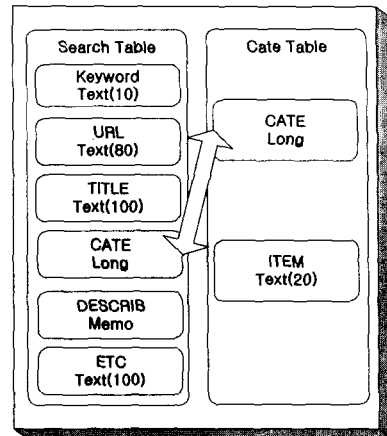 Search Table
Keyword
Text(10)
URL
Text(80)
TITLE
Text(100)
CATE
Long
DESCRIB
Memo
ETC
Text(100)
Cate Table
CATE
Long
ITEM
Text(20)